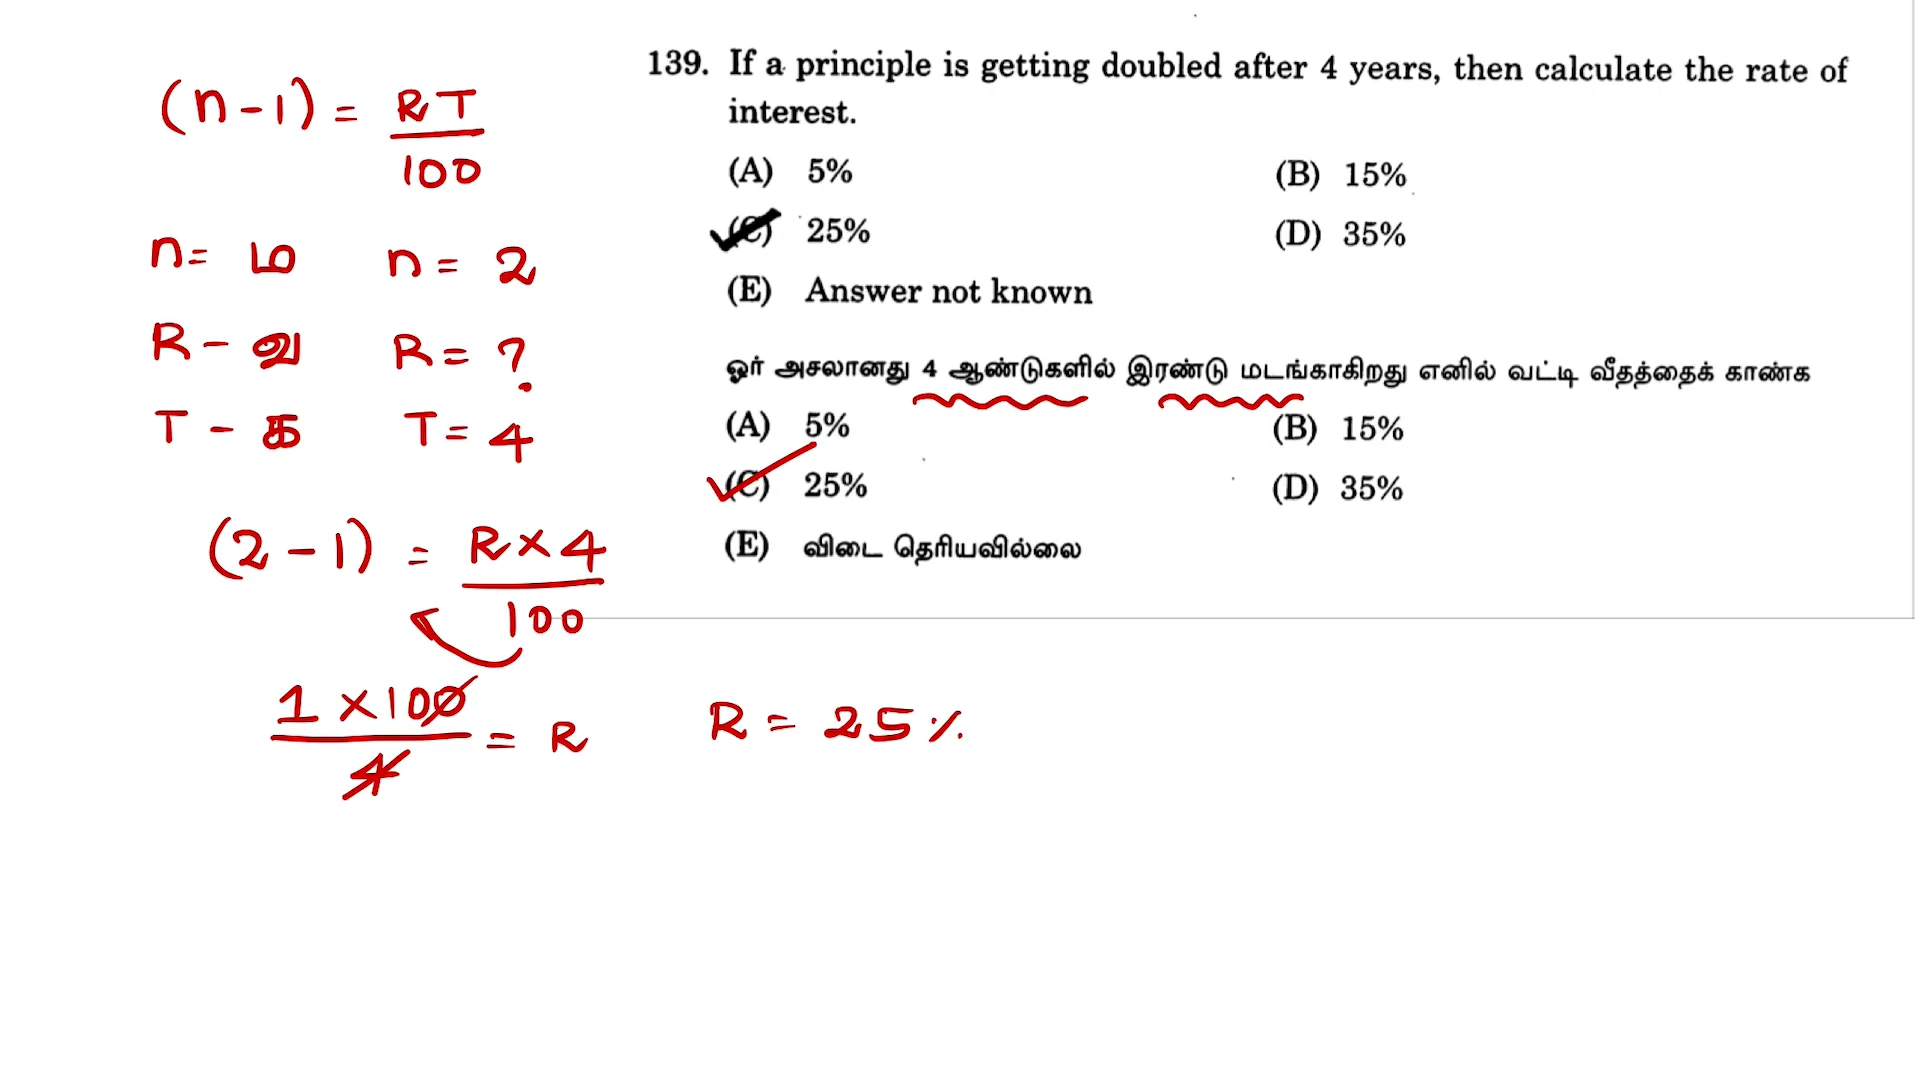 139. If a principle is getting doubled after 4 years, then calculate the rate of
interest.
(A) 5%
(B) 15%
(C) 25%
(D) 35%
(E) Answer not known
ஓர் அசலானது 4 ஆண்டுகளில் இரண்டு மடங்காகிறது எனில் வட்டி வீதத்தைக் காண்க
(A) 5%
(B) 15%
(C) 25%
(D) 35%
(E) விடை தெரியவில்லை
(n-1) = RT
100
n = ம n = 2
R - வ R = ?
T - க T = 4
(2-1) = R×4
100
1 × 100 = R
4
R = 25%